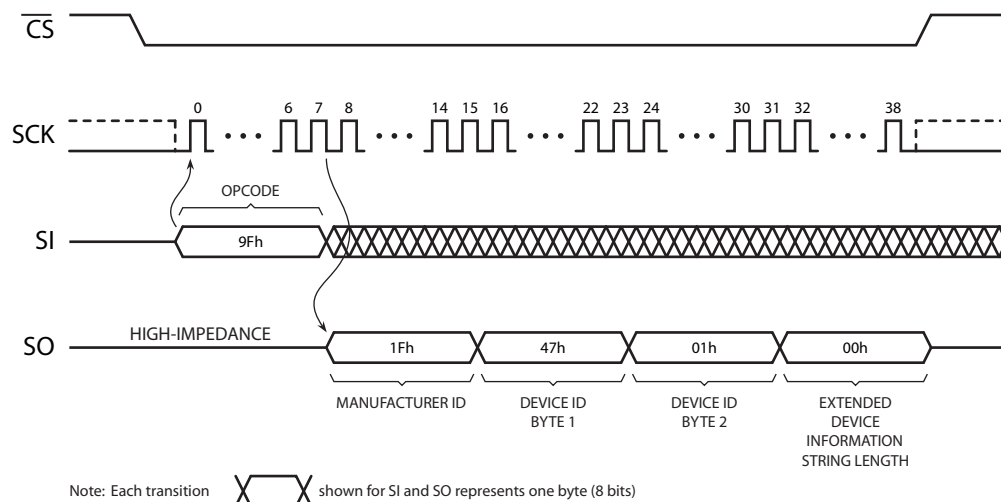 CS
0 6 7 8 14 15 16 22 23 24 30 31 32 38
SCK
OPCODE
SI 9Fh
HIGH-IMPEDANCE
SO 1Fh 47h 01h 00h
MANUFACTURER ID DEVICE ID DEVICE ID EXTENDED
BYTE 1 BYTE 2 DEVICE
INFORMATION
STRING LENGTH
Note: Each transition shown for SI and SO represents one byte (8 bits)